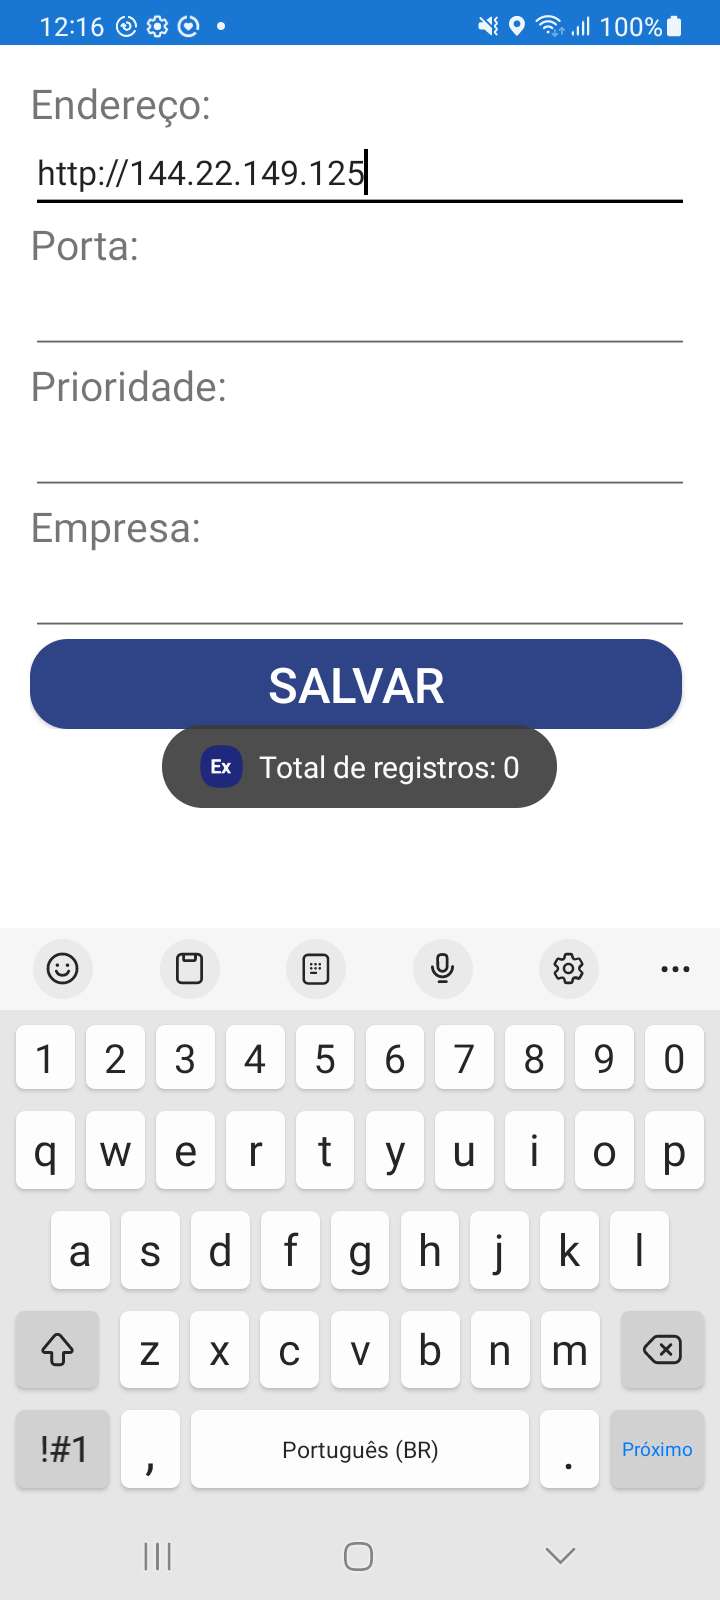 12:16 100%
Endereço:
http://144.22.149.125
Porta:
Prioridade:
Empresa:
SALVAR
Ex Total de registros: 0
1 2 3 4 5 6 7 8 9 0
q w e r t y u i o p
a s d f g h j k l
z x c v b n m
!#1 , Português (BR) . Próximo